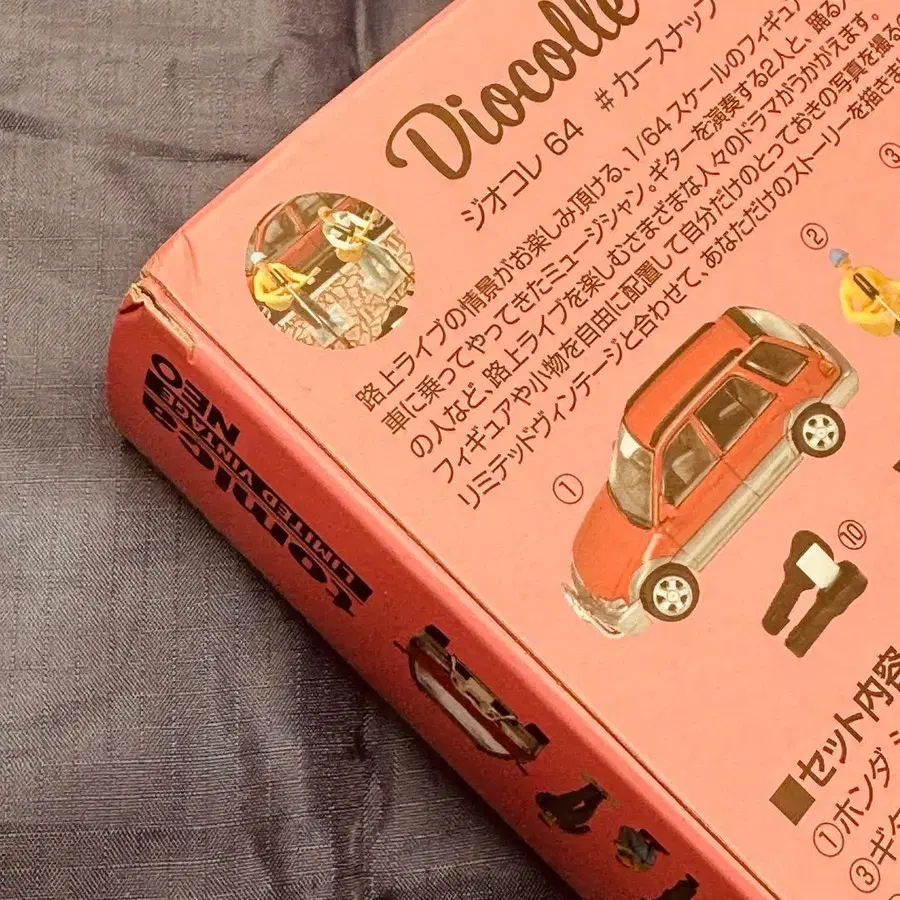 Diocolle
ジオコレ 64 #カースナップ
路上ライブの情景がお楽しみ頂ける、1/64スケールのフィギュア
車に乗ってやってきたミュージシャン。ギターを演奏する2人と、踊る
の人など、路上ライブを楽しむさまざまな人々のドラマがうかがえます。
フィギュアや小物を自由に配置して自分だけのとっておきの写真を撮る
リミテッドヴィンテージと合わせて、あなただけのストーリーを描きま
③
②
①
⑩
■セット内容
①ホンダ
③ギタ
tomica
LIMITED VINTAGE
NEO